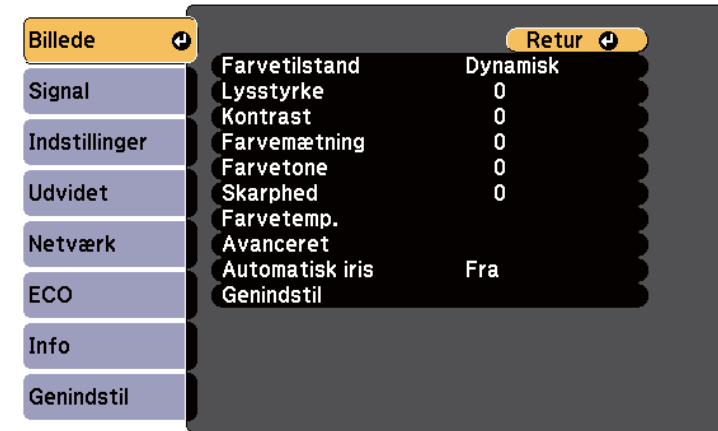 Billede
Signal
Indstillinger
Udvidet
Netværk
ECO
Info
Genindstil
Retur
Farvetilstand Dynamisk
Lysstyrke 0
Kontrast 0
Farvemætning 0
Farvetone 0
Skarphed 0
Farvetemp.
Avanceret
Automatisk iris Fra
Genindstil